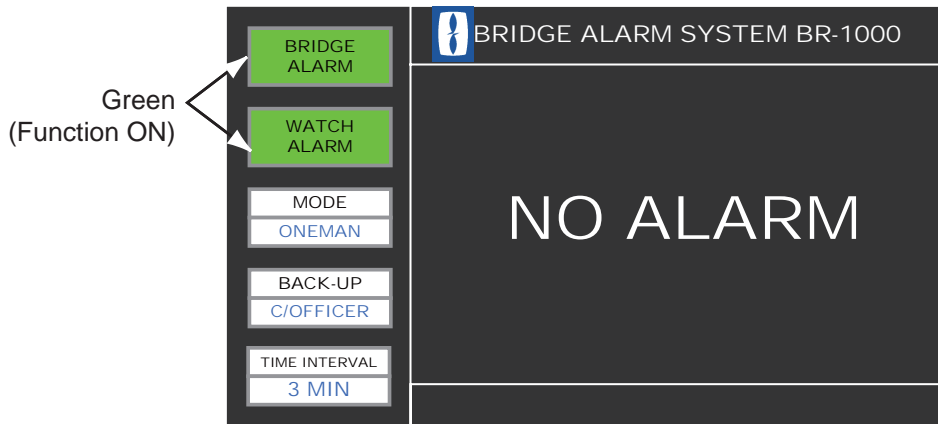 Green
(Function ON)
BRIDGE
ALARM
WATCH
ALARM
MODE
ONEMAN
BACK-UP
C/OFFICER
TIME INTERVAL
3 MIN
BRIDGE ALARM SYSTEM BR-1000
NO ALARM